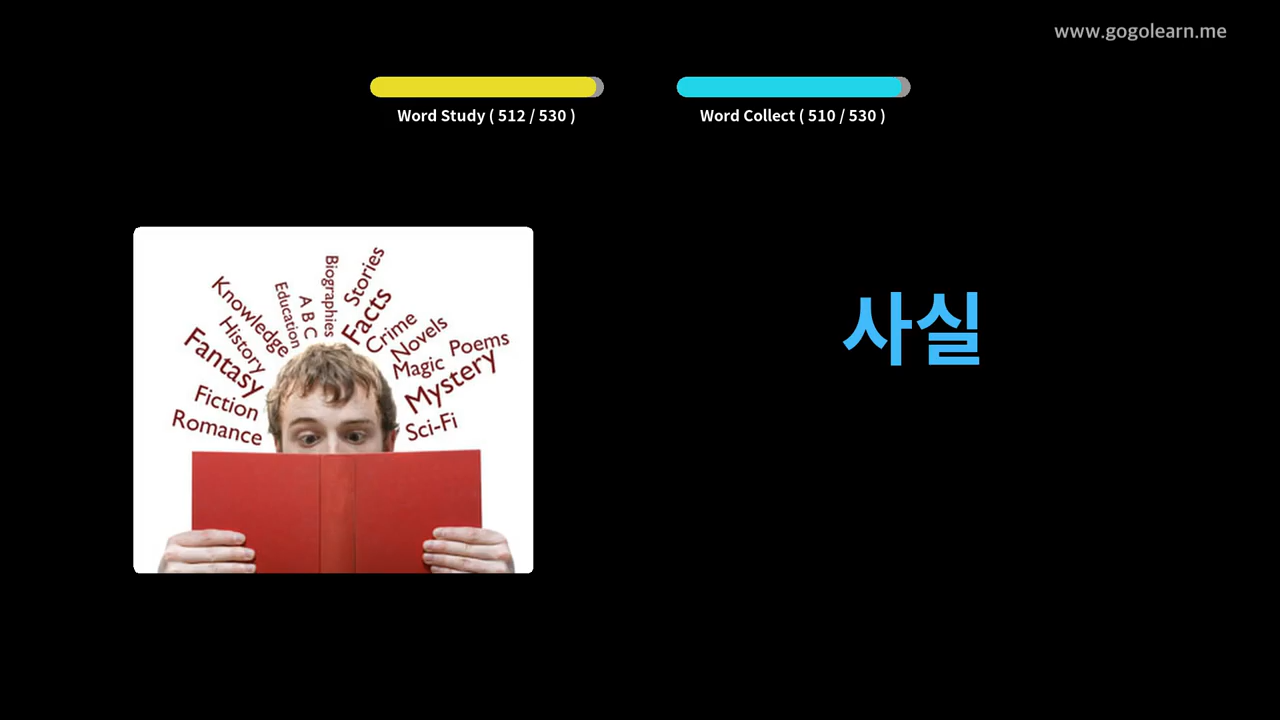 www.gogolearn.me
Word Study ( 512 / 530 )
Word Collect ( 510 / 530 )
Romance
Fiction
Fantasy
History
Knowledge
Education
A B C
Biographies
Stories
Facts
Crime
Novels
Magic
Poems
Mystery
Sci-Fi
사실